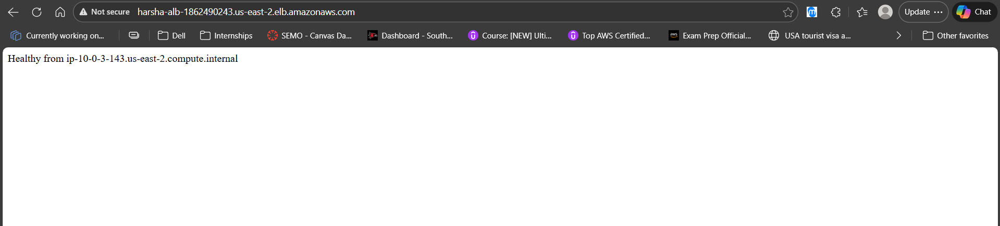 Not secure harsha-alb-1862490243.us-east-2.elb.amazonaws.com Update Chat
Currently working on... Dell Internships SEMO - Canvas Da... Dashboard - South... Course: [NEW] Ulti... Top AWS Certified... aws Exam Prep Official... USA tourist visa a... Other favorites
Healthy from ip-10-0-3-143.us-east-2.compute.internal